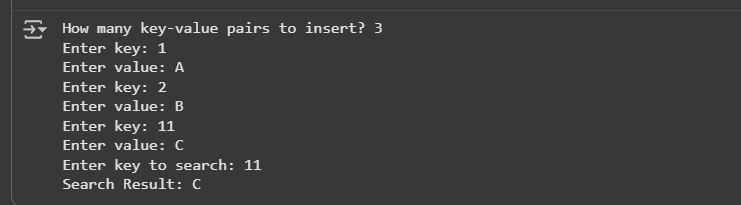 How many key-value pairs to insert? 3
Enter key: 1
Enter value: A
Enter key: 2
Enter value: B
Enter key: 11
Enter value: C
Enter key to search: 11
Search Result: C